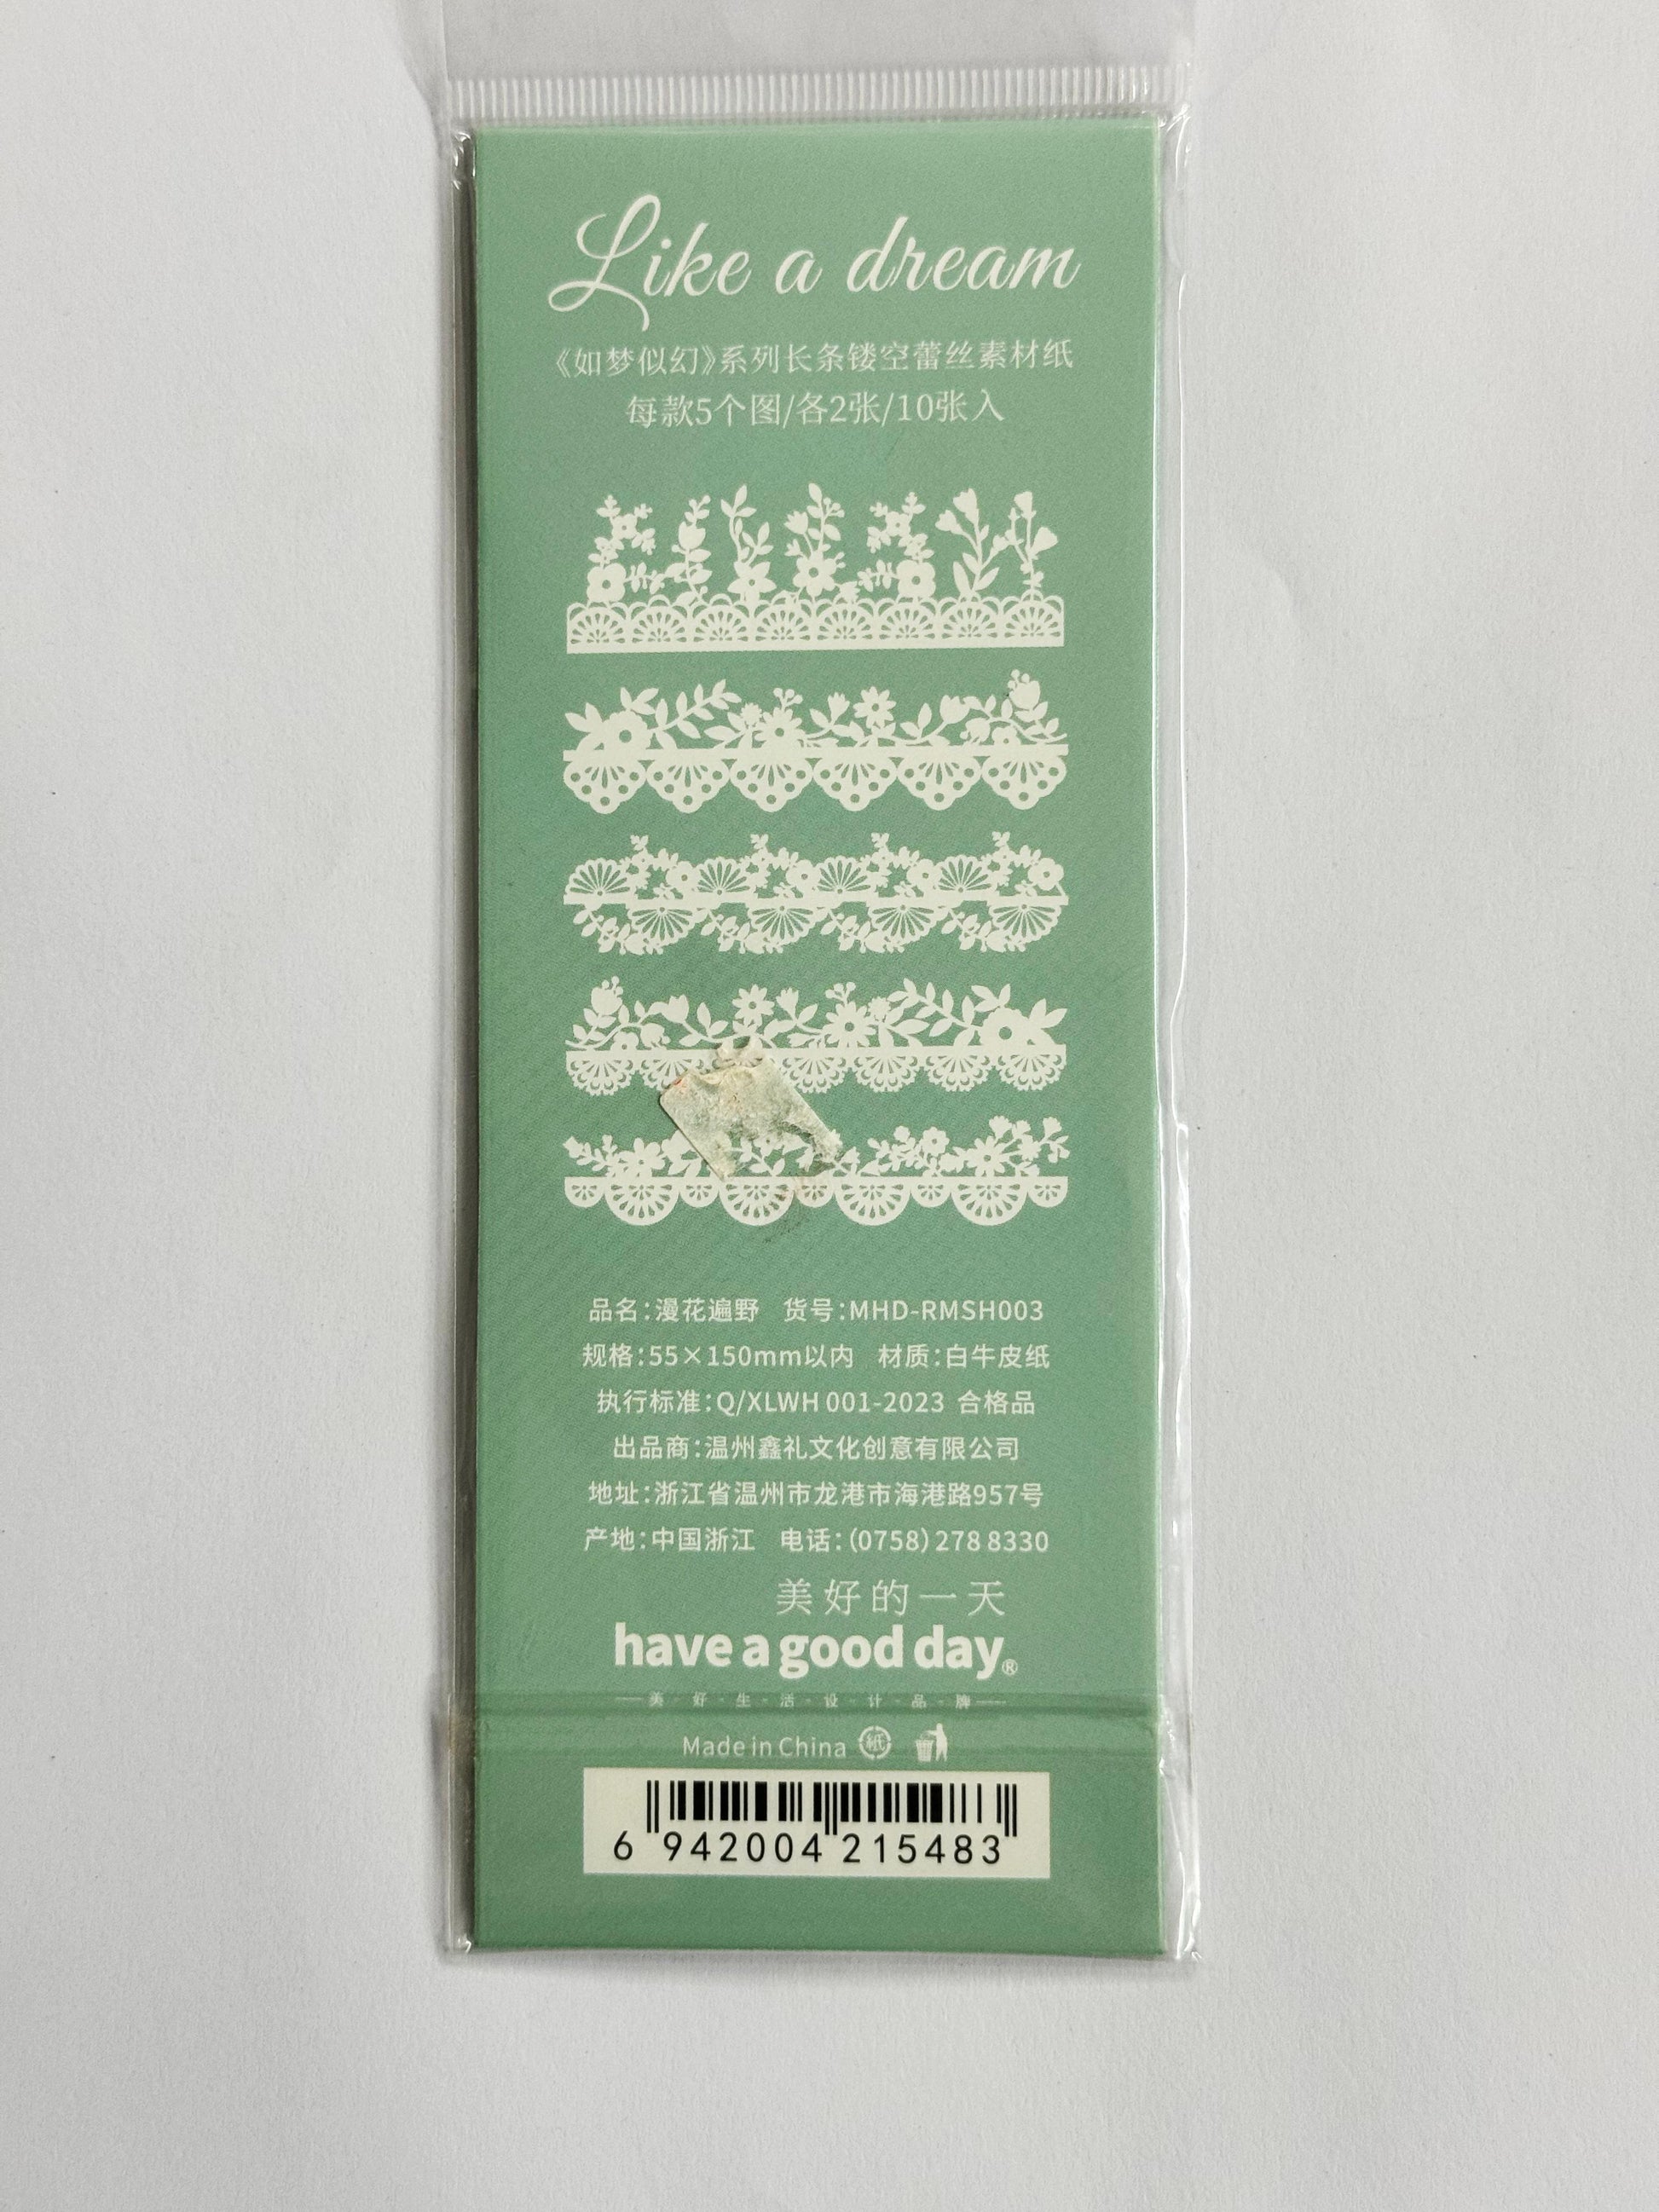 Like a dream
《如梦似幻》系列长条镂空蕾丝素材纸
每款5个图/各2张/10张入
品名:漫花遍野 货号:MHD-RMSH003
规格:55×150mm以内 材质:白牛皮纸
执行标准:Q/XLWH 001-2023 合格品
出品商:温州鑫礼文化创意有限公司
地址:浙江省温州市龙港市海港路957号
产地:中国浙江 电话:(0758)278 8330
美好的一天
have a good day®
美·好·生·活·设·计·品·牌
Made in China 紙
6 942004 215483